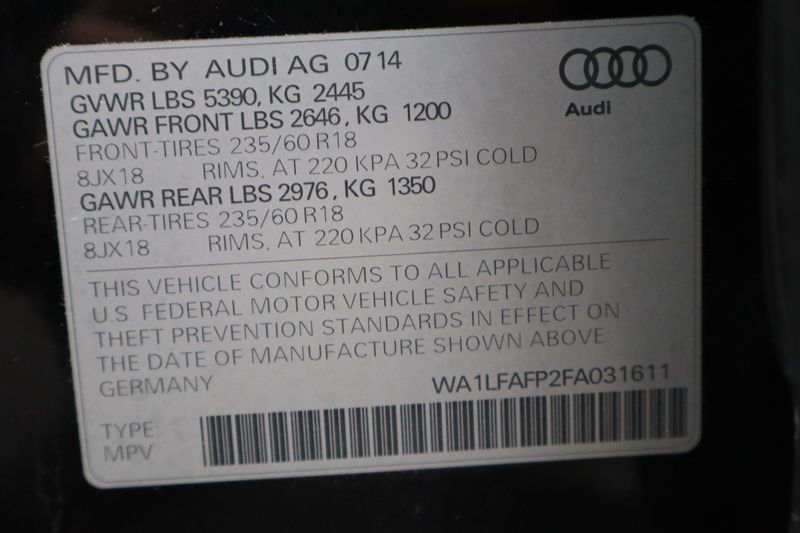 MFD. BY AUDI AG 0714
GVWR LBS 5390, KG 2445
GAWR FRONT LBS 2646, KG 1200
FRONT-TIRES 235/60 R18
8JX18 RIMS, AT 220 KPA 32 PSI COLD
GAWR REAR LBS 2976, KG 1350
REAR-TIRES 235/60 R18
8JX18 RIMS, AT 220 KPA 32 PSI COLD
Audi
THIS VEHICLE CONFORMS TO ALL APPLICABLE
U.S. FEDERAL MOTOR VEHICLE SAFETY AND
THEFT PREVENTION STANDARDS IN EFFECT ON
THE DATE OF MANUFACTURE SHOWN ABOVE
GERMANY WA1LFAFP2FA031611
TYPE
MPV